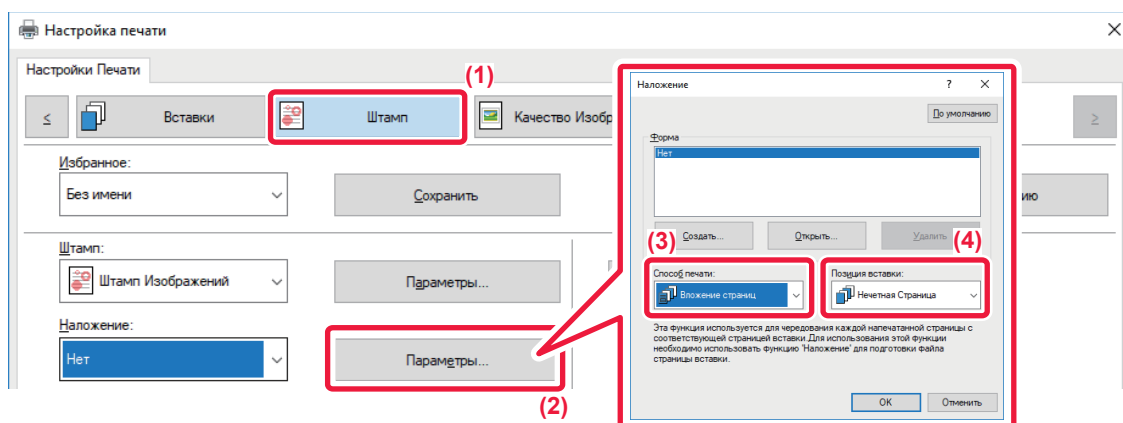 Настройка печати
Настройки Печати
(1)
<
Вставки
Штамп
Качество Изобр
>
Избранное:
Без имени
Сохранить
ию
Штамп:
Штамп Изображений
Параметры...
Наложение:
Нет
Параметры...
(2)
Наложение
?
По умолчанию
Форма
Нет
Создать...
Открыть...
Удалить
(3)
(4)
Способ печати:
Позиция вставки:
Вложение страниц
Нечетная Страница
Эта функция используется для чередования каждой напечатанной страницы с
соответствующей страницей вставки.Для использования этой функции
необходимо использовать функцию 'Наложение' для подготовки файла
страницы вставки.
OK
Отменить